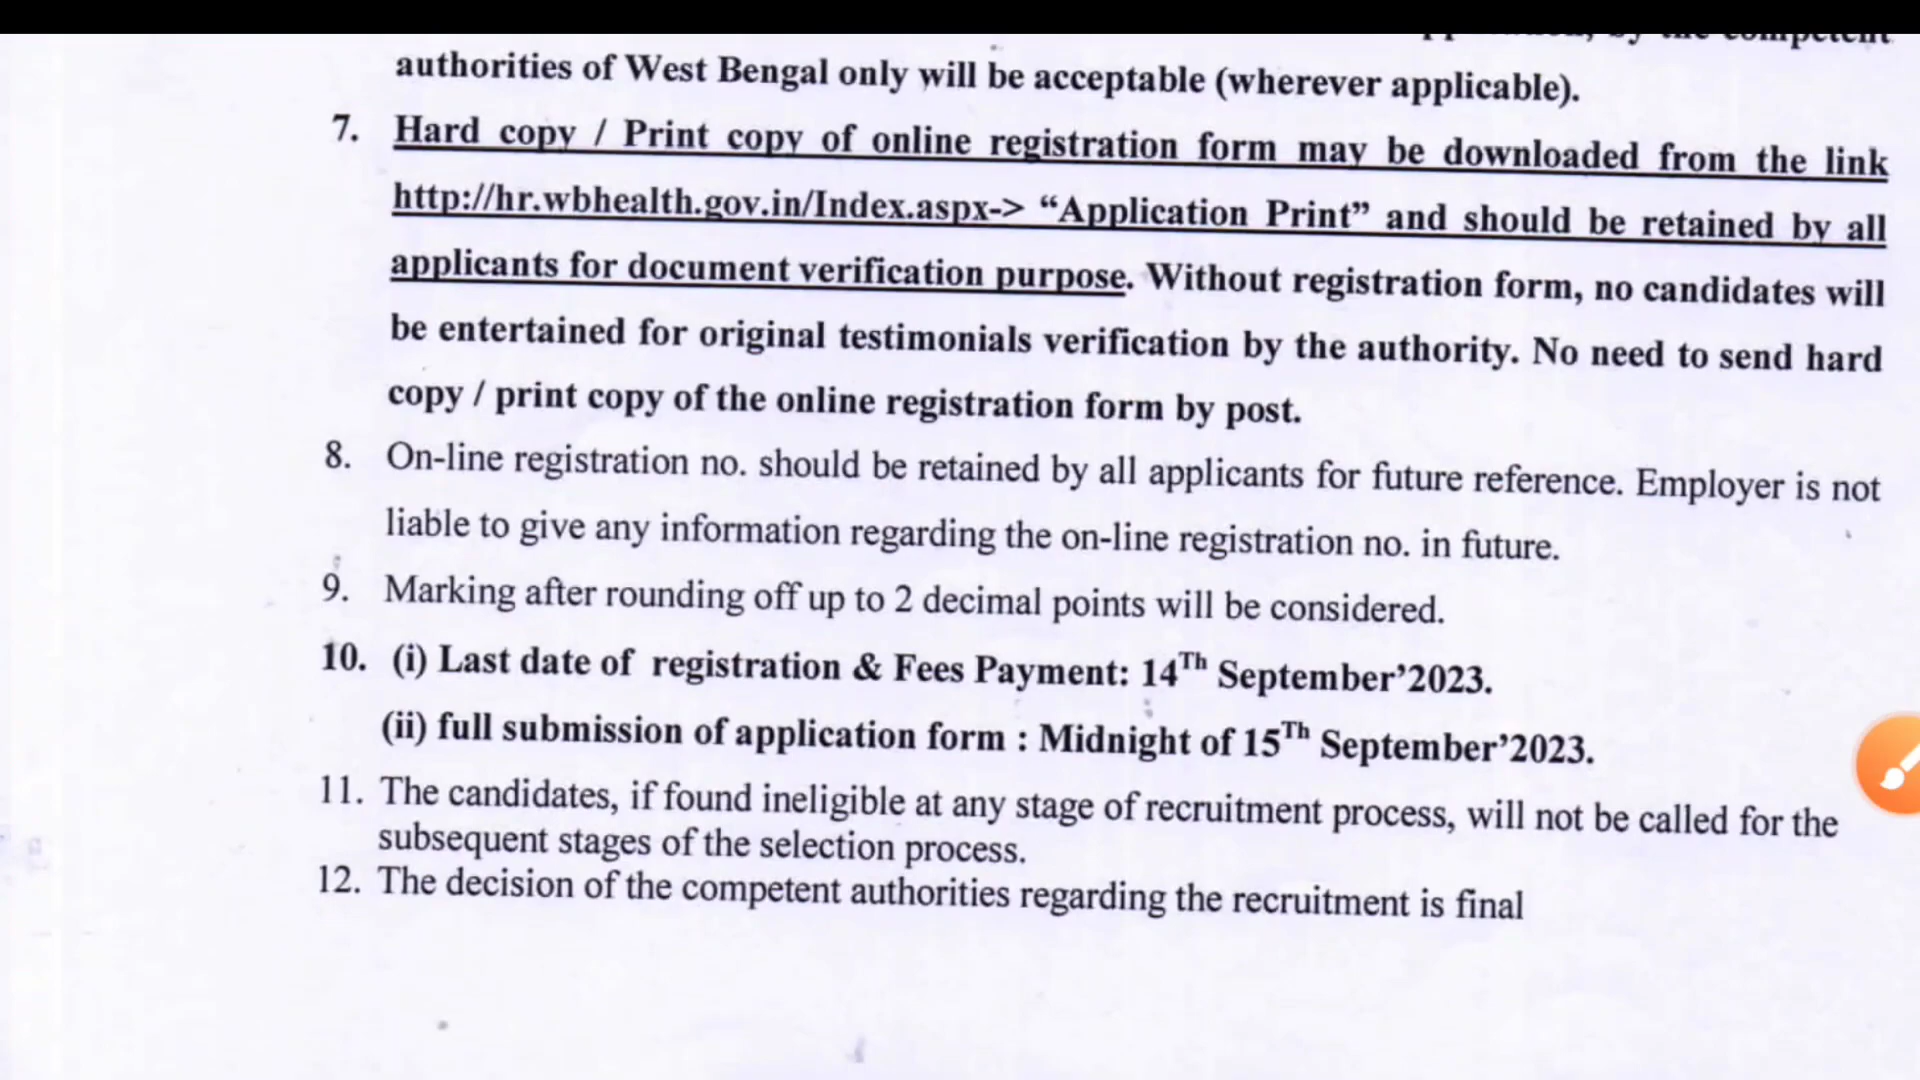 by the competent
authorities of West Bengal only will be acceptable (wherever applicable).
7. Hard copy / Print copy of online registration form may be downloaded from the link
http://hr.wbhealth.gov.in/Index.aspx-> “Application Print” and should be retained by all
applicants for document verification purpose. Without registration form, no candidates will
be entertained for original testimonials verification by the authority. No need to send hard
copy / print copy of the online registration form by post.
8. On-line registration no. should be retained by all applicants for future reference. Employer is not
liable to give any information regarding the on-line registration no. in future.
9. Marking after rounding off up to 2 decimal points will be considered.
10. (i) Last date of registration & Fees Payment: 14Th September’2023.
(ii) full submission of application form : Midnight of 15Th September’2023.
11. The candidates, if found ineligible at any stage of recruitment process, will not be called for the
subsequent stages of the selection process.
12. The decision of the competent authorities regarding the recruitment is final